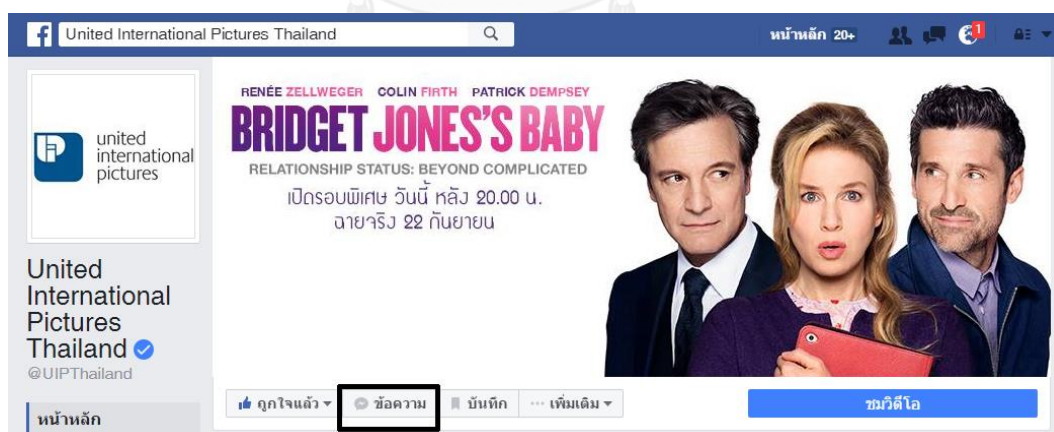 United International Pictures Thailand
หน้าหลัก 20+
1
united
international
pictures
RENÉE ZELLWEGER COLIN FIRTH PATRICK DEMPSEY
BRIDGET JONES'S BABY
RELATIONSHIP STATUS: BEYOND COMPLICATED
เปิดรอบพิเศษ วันนี้ หลัง 20.00 น.
ฉายจริง 22 กันยายน
United
International
Pictures
Thailand
@UIPThailand
หน้าหลัก
ถูกใจแล้ว ข้อความ บันทึก ... เพิ่มเติม ชมวิดีโอ